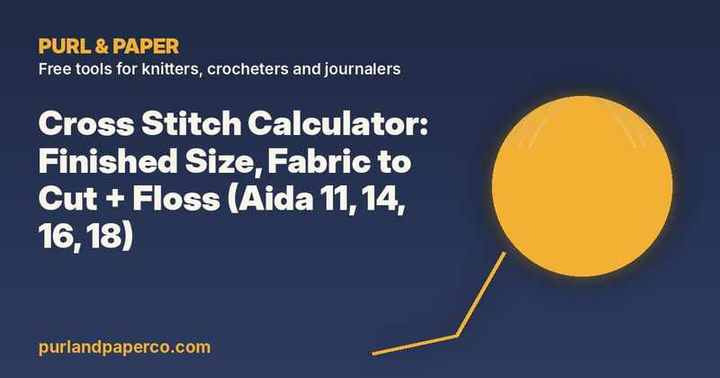 PURL & PAPER
Free tools for knitters, crocheters and journalers
Cross Stitch Calculator:
Finished Size, Fabric to
Cut + Floss (Aida 11, 14,
16, 18)
purlandpaperco.com